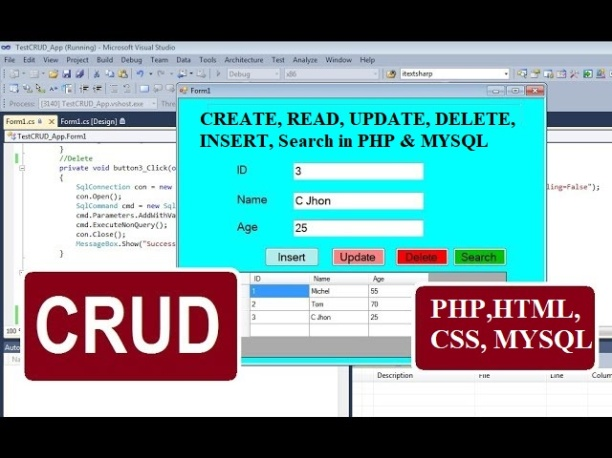 TestCRUD_App (Running) - Microsoft Visual Studio
File Edit View Project Build Debug Team Data Tools Architecture Test Analyze Window Help
Debug x86 itextsharp
Process: [3140] TestCRUD_App.vshost.exe
Form1.cs Form1.cs [Design]
TestCRUD_App.Form1
}
//Delete
private void button3_Click(o
{
SqlConnection con = new
ling=False");
con.Open();
SqlCommand cmd = new Sql
cmd.Parameters.AddWithVa
cmd.ExecuteNonQuery();
con.Close();
MessageBox.Show("Success
}
100 %
Form1
CREATE, READ, UPDATE, DELETE,
INSERT, Search in PHP & MYSQL
ID 3
Name C Jhon
Age 25
Insert Update Delete Search
ID Name Age
1 Michel 55
2 Tom 70
3 C Jhon 25
CRUD
PHP,HTML,
CSS, MYSQL
Description File Line Colum